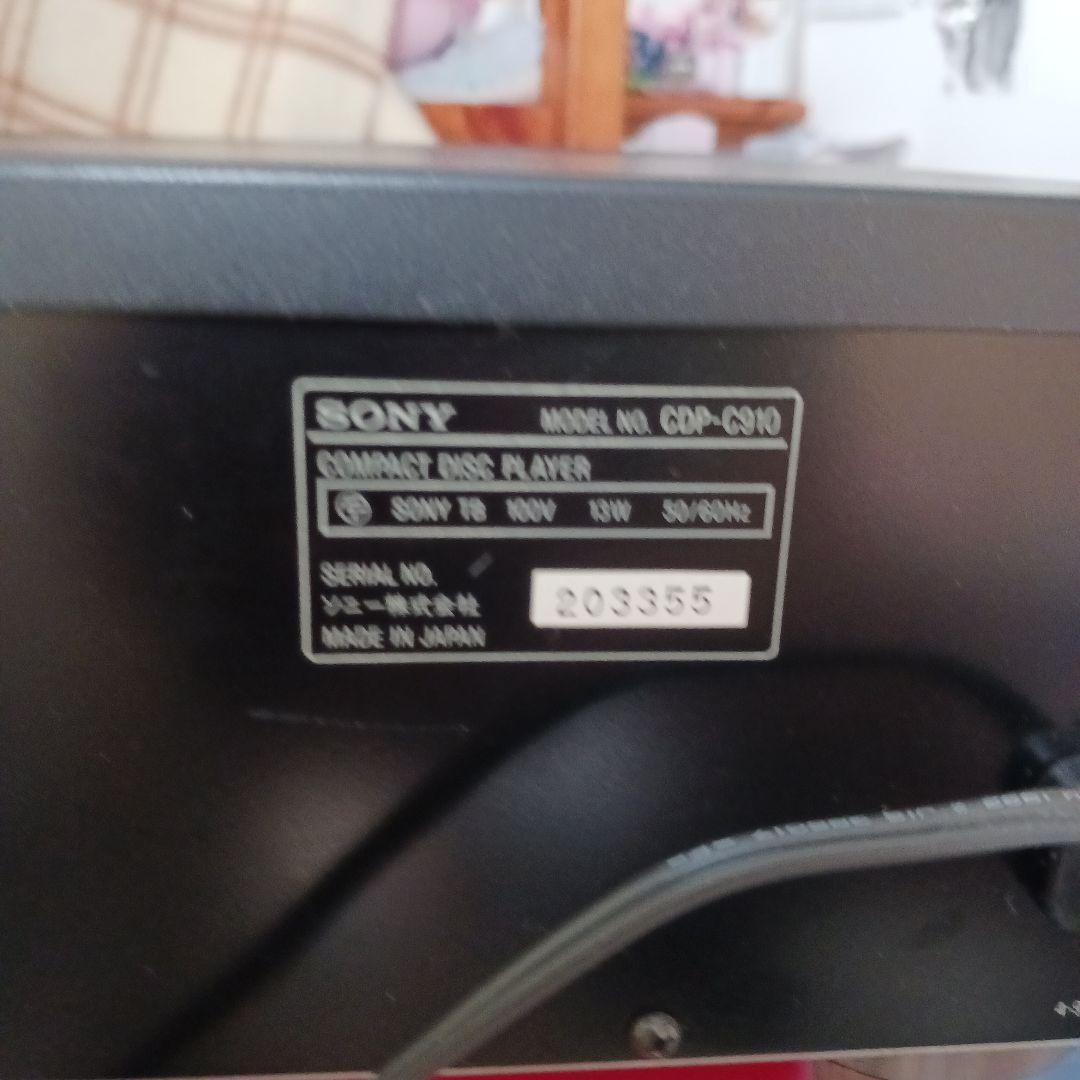 SONY MODEL NO. CDP-C910
COMPACT DISC PLAYER
SONY TB 100V 13W 50/60Hz
SERIAL NO.
ソニー株式会社 203355
MADE IN JAPAN